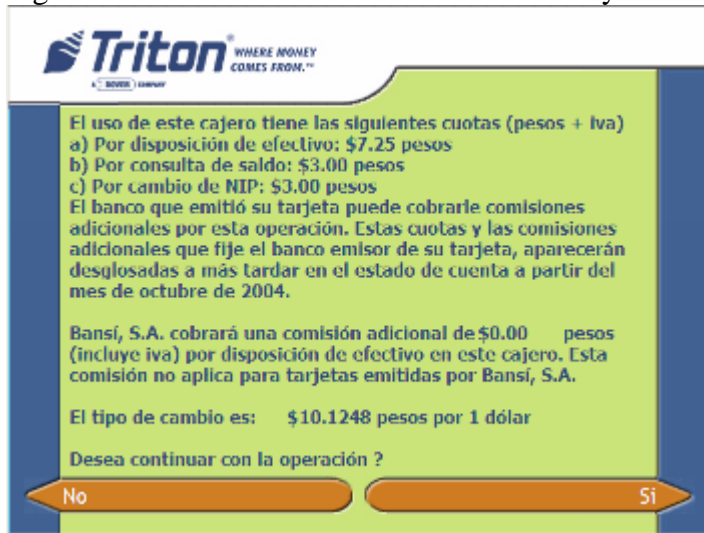 Triton WHERE MONEY
COMES FROM.™
A DOVER COMPANY
El uso de este cajero tiene las siguientes cuotas (pesos + iva)
a) Por disposición de efectivo: $7.25 pesos
b) Por consulta de saldo: $3.00 pesos
c) Por cambio de NIP: $3.00 pesos
El banco que emitió su tarjeta puede cobrarle comisiones
adicionales por esta operación. Estas cuotas y las comisiones
adicionales que fije el banco emisor de su tarjeta, aparecerán
desglosadas a más tardar en el estado de cuenta a partir del
mes de octubre de 2004.
Bansí, S.A. cobrará una comisión adicional de $0.00 pesos
(incluye iva) por disposición de efectivo en este cajero. Esta
comisión no aplica para tarjetas emitidas por Bansí, S.A.
El tipo de cambio es: $10.1248 pesos por 1 dólar
Desea continuar con la operación ?
No
Si